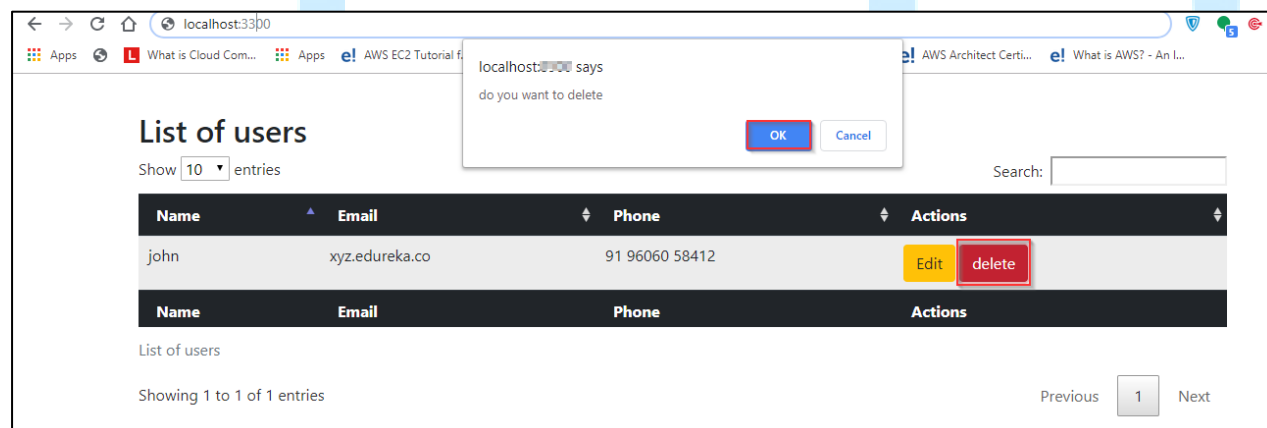 localhost:3300
Apps What is Cloud Com... Apps e! AWS EC2 Tutorial f. e! AWS Architect Certi... e! What is AWS? - An I...
5
localhost: says
do you want to delete
OK Cancel
List of users
Show 10 entries
Search:
Name Email Phone Actions
john xyz.edureka.co 91 96060 58412 Edit delete
Name Email Phone Actions
List of users
Showing 1 to 1 of 1 entries
Previous 1 Next